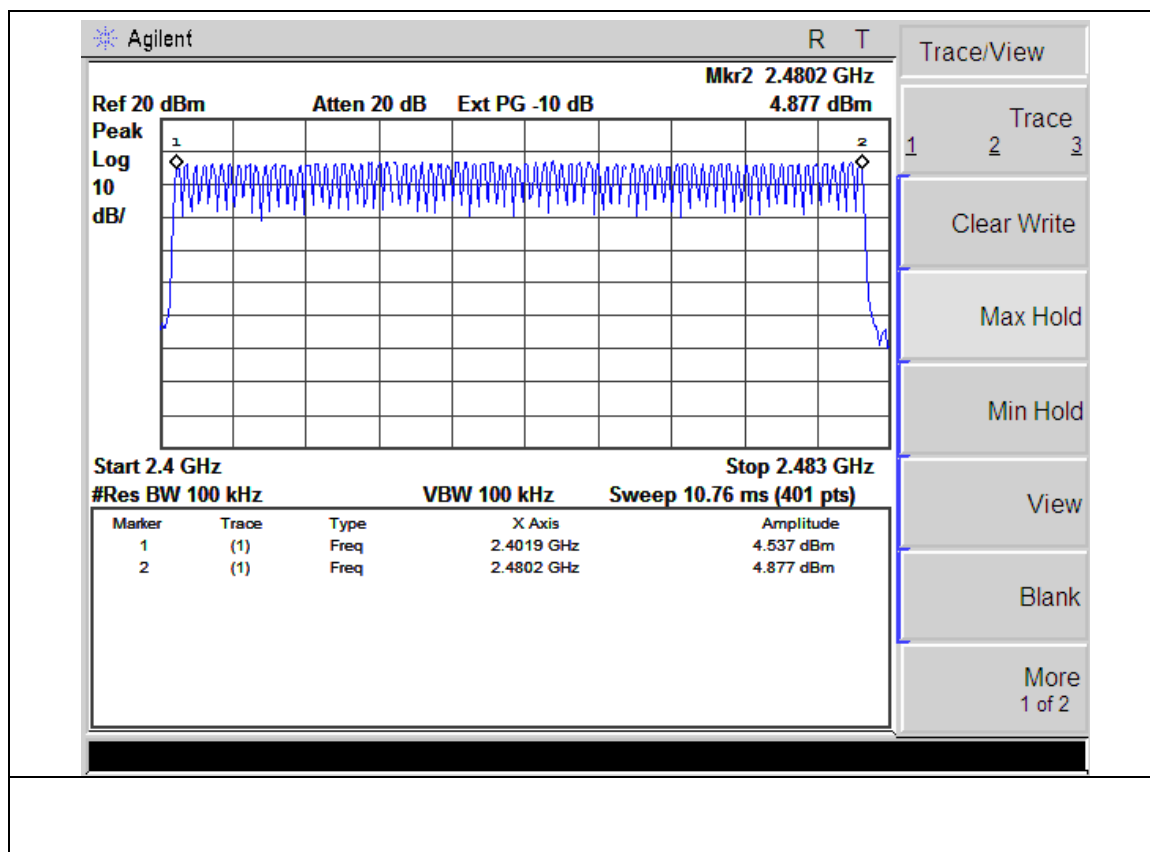 Agilent R T
Mkr2 2.4802 GHz
Ref 20 dBm Atten 20 dB Ext PG -10 dB 4.877 dBm
Peak
Log
10
dB/
1 2
Start 2.4 GHz Stop 2.483 GHz
#Res BW 100 kHz VBW 100 kHz Sweep 10.76 ms (401 pts)
Marker Trace Type X Axis Amplitude
1 (1) Freq 2.4019 GHz 4.537 dBm
2 (1) Freq 2.4802 GHz 4.877 dBm
Trace/View
Trace
1 2 3
Clear Write
Max Hold
Min Hold
View
Blank
More
1 of 2